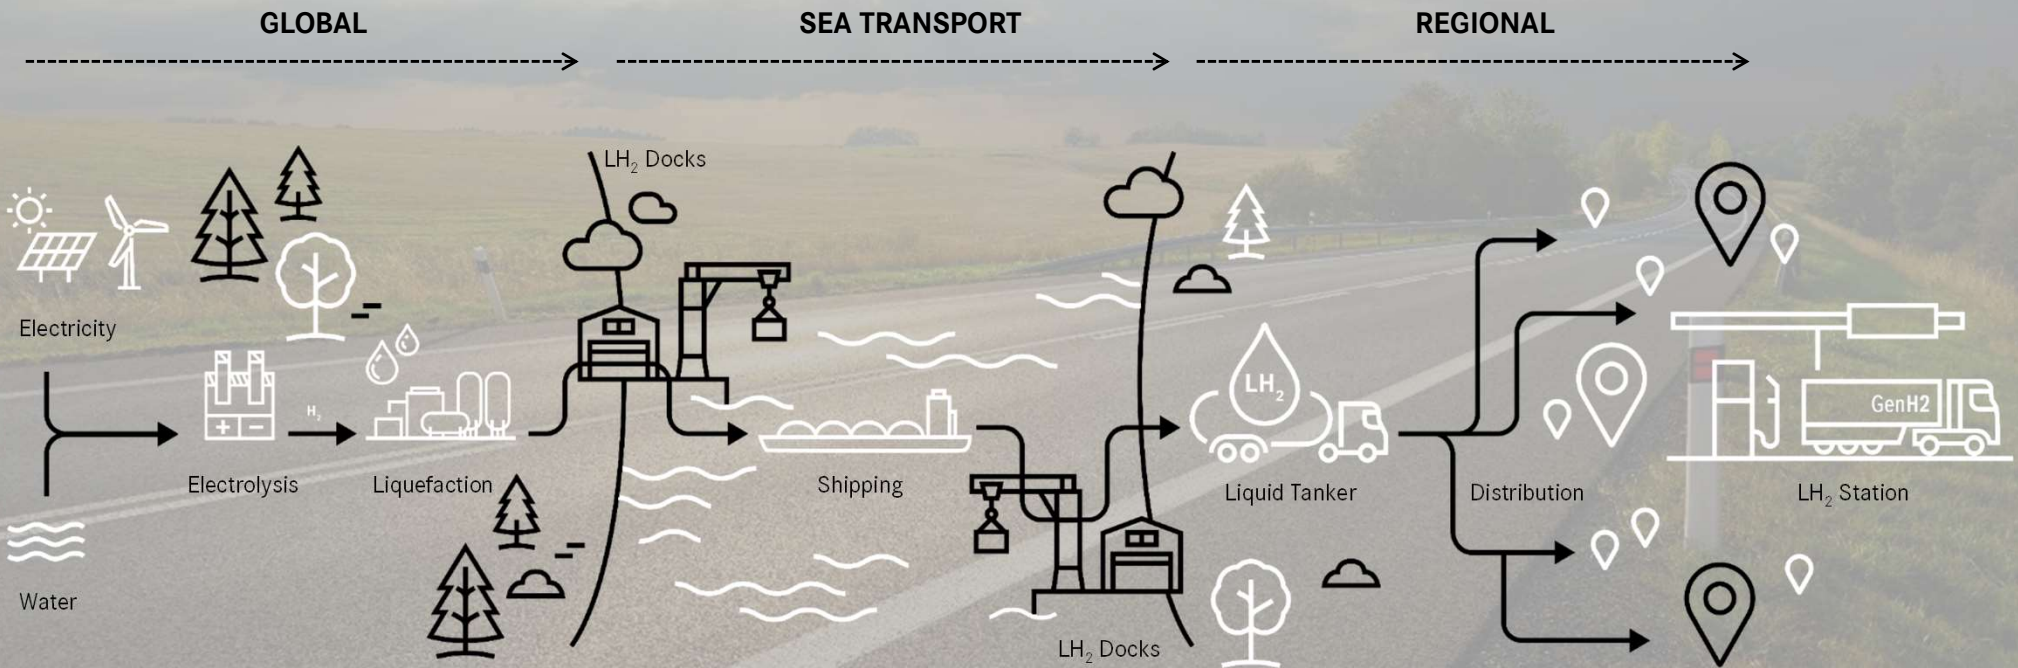 GLOBAL
SEA TRANSPORT
REGIONAL
LH₂ Docks
Electricity
H₂
LH₂
GenH2
+ −
Electrolysis
Liquefaction
Shipping
Liquid Tanker
Distribution
LH₂ Station
Water
LH₂ Docks